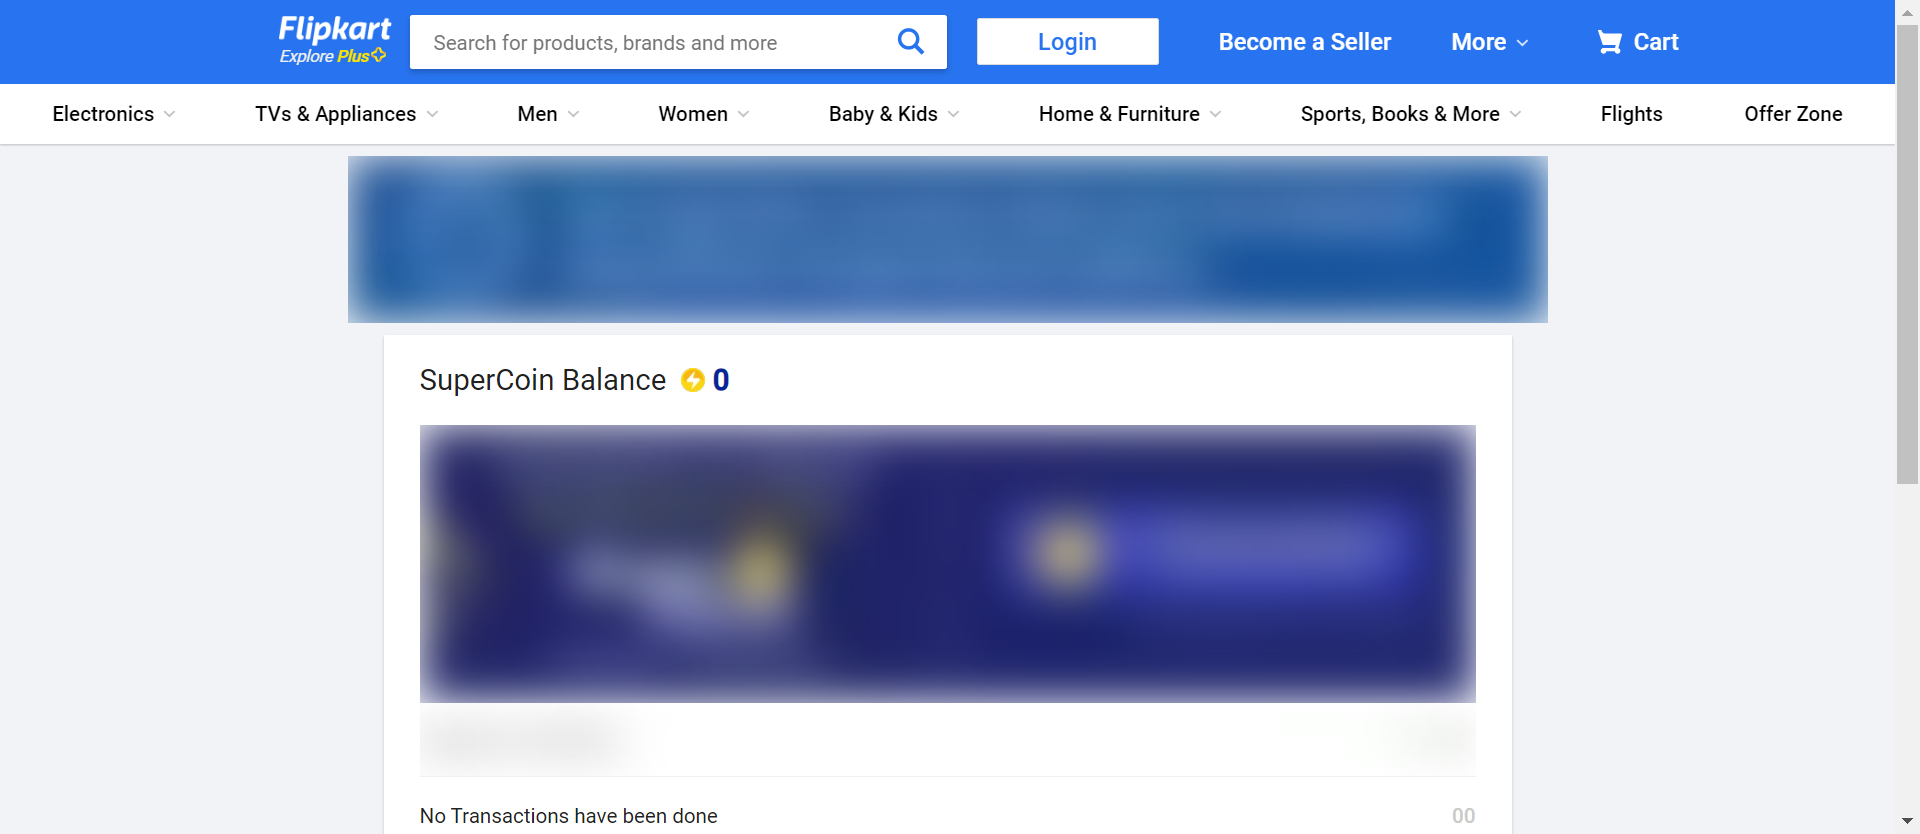 Flipkart
Explore Plus
Search for products, brands and more
Login
Become a Seller
More
Cart
Electronics
TVs & Appliances
Men
Women
Baby & Kids
Home & Furniture
Sports, Books & More
Flights
Offer Zone
SuperCoin Balance 0
No Transactions have been done 00